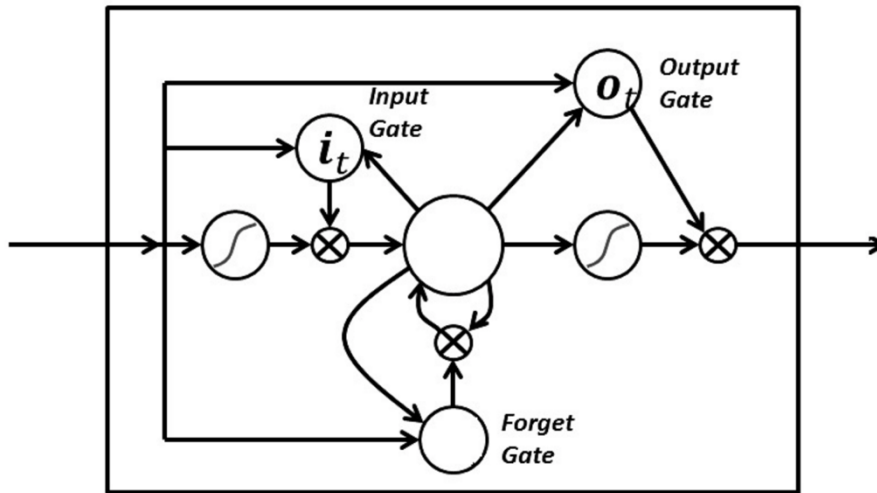 o_t
Output
Gate
Input
Gate
i_t
Forget
Gate